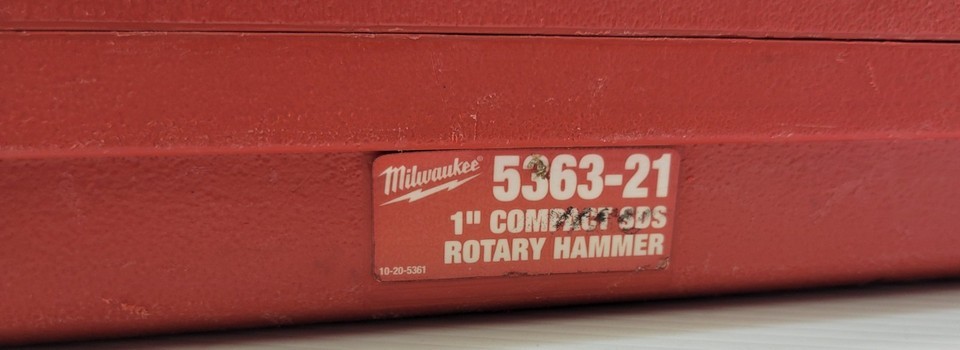 Milwaukee® 5363-21
1" COMPACT SDS
ROTARY HAMMER
10-20-5361